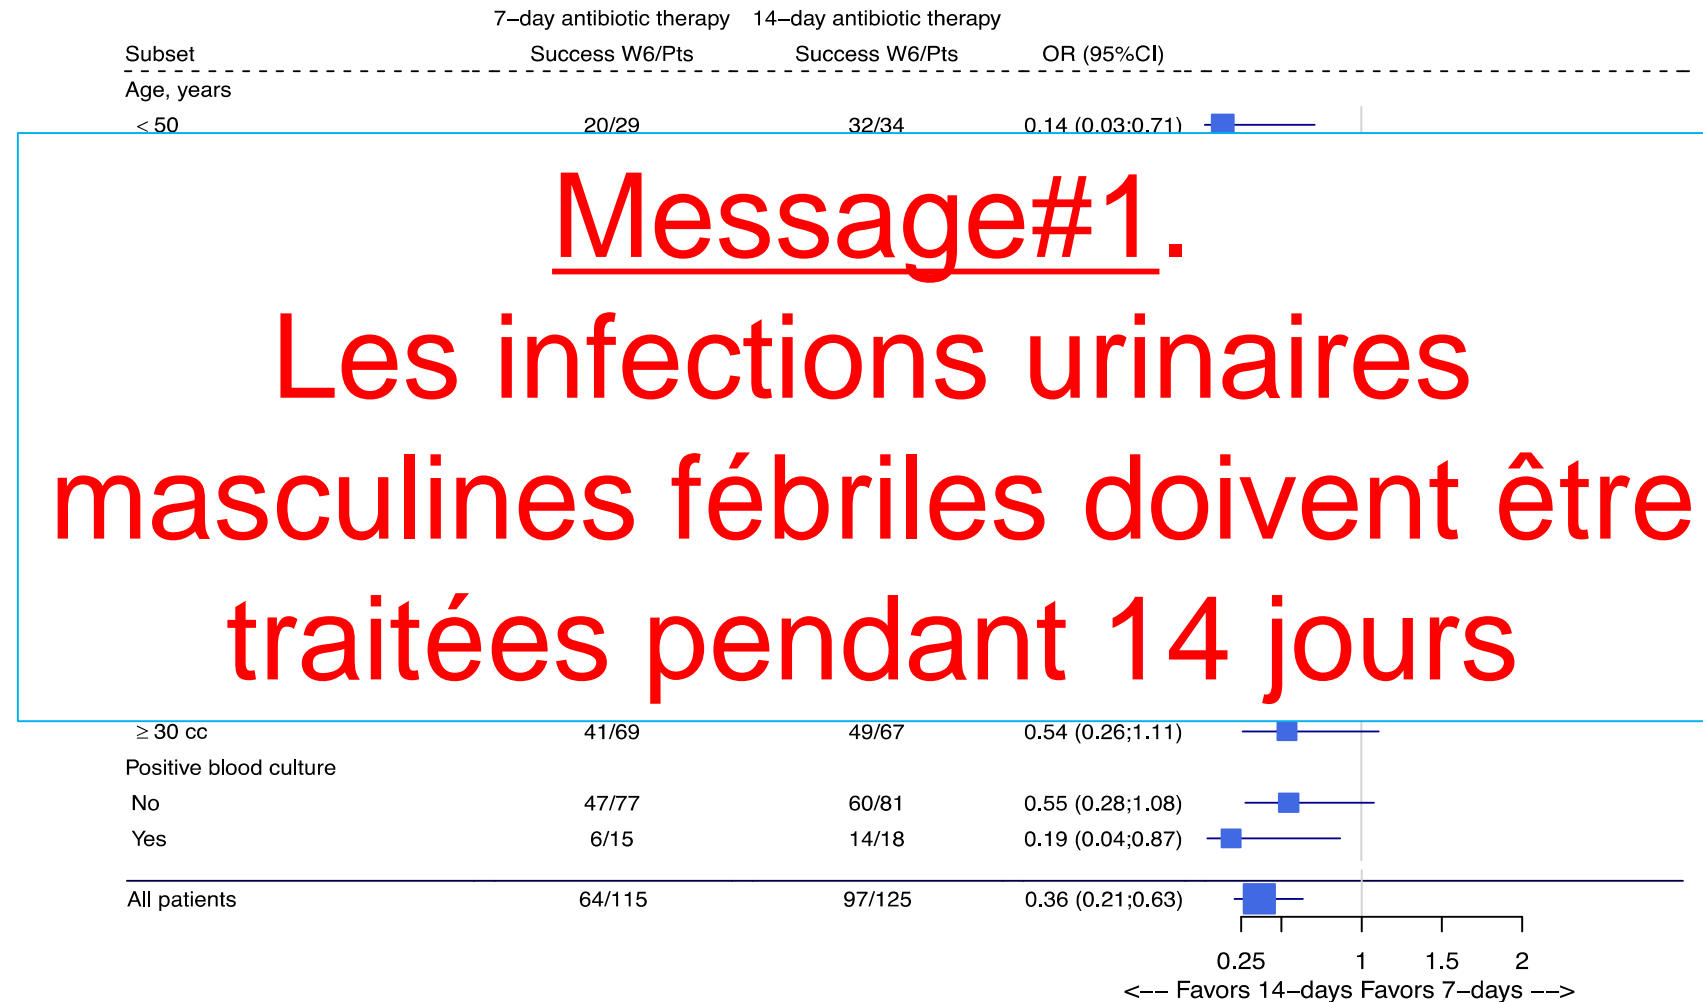 7–day antibiotic therapy 14–day antibiotic therapy
Subset Success W6/Pts Success W6/Pts OR (95%CI)
Age, years
< 50 20/29 32/34 0.14 (0.03;0.71)
Message#1.
Les infections urinaires
masculines fébriles doivent être
traitées pendant 14 jours
≥ 30 cc 41/69 49/67 0.54 (0.26;1.11)
Positive blood culture
No 47/77 60/81 0.55 (0.28;1.08)
Yes 6/15 14/18 0.19 (0.04;0.87)
All patients 64/115 97/125 0.36 (0.21;0.63)
0.25 1 1.5 2
<–– Favors 14–days Favors 7–days ––>